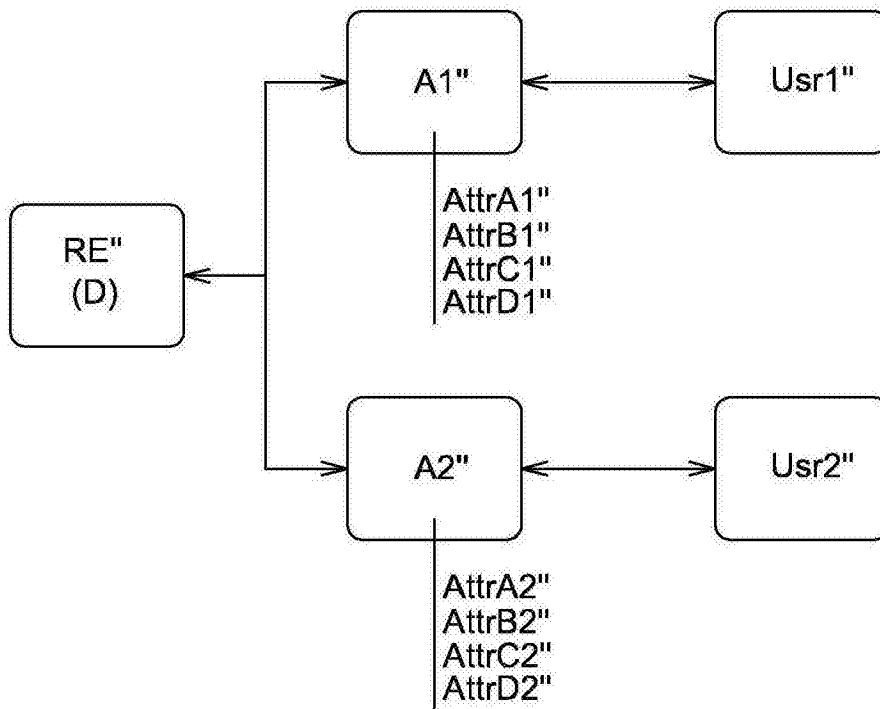 A1"
Usr1"
AttrA1"
AttrB1"
AttrC1"
AttrD1"
RE"
(D)
A2"
Usr2"
AttrA2"
AttrB2"
AttrC2"
AttrD2"